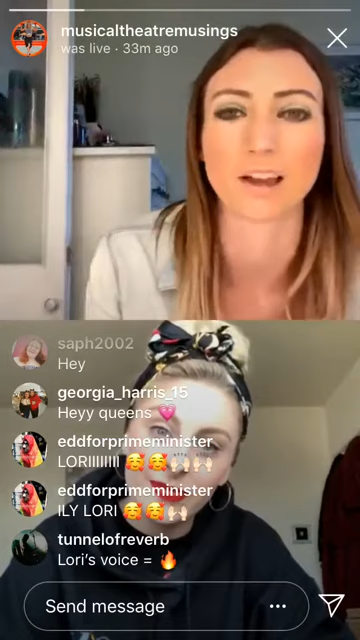 musicaltheatremusings
was live · 33m ago
saph2002
Hey
georgia_harris_15
Heyy queens 💗
eddforprimeminister
LORIIIIIIII 🥰🥰🙌🏻🙌🏻
eddforprimeminister
ILY LORI 🥰🥰🙌🏻
tunnelofreverb
Lori’s voice = 🔥
Send message